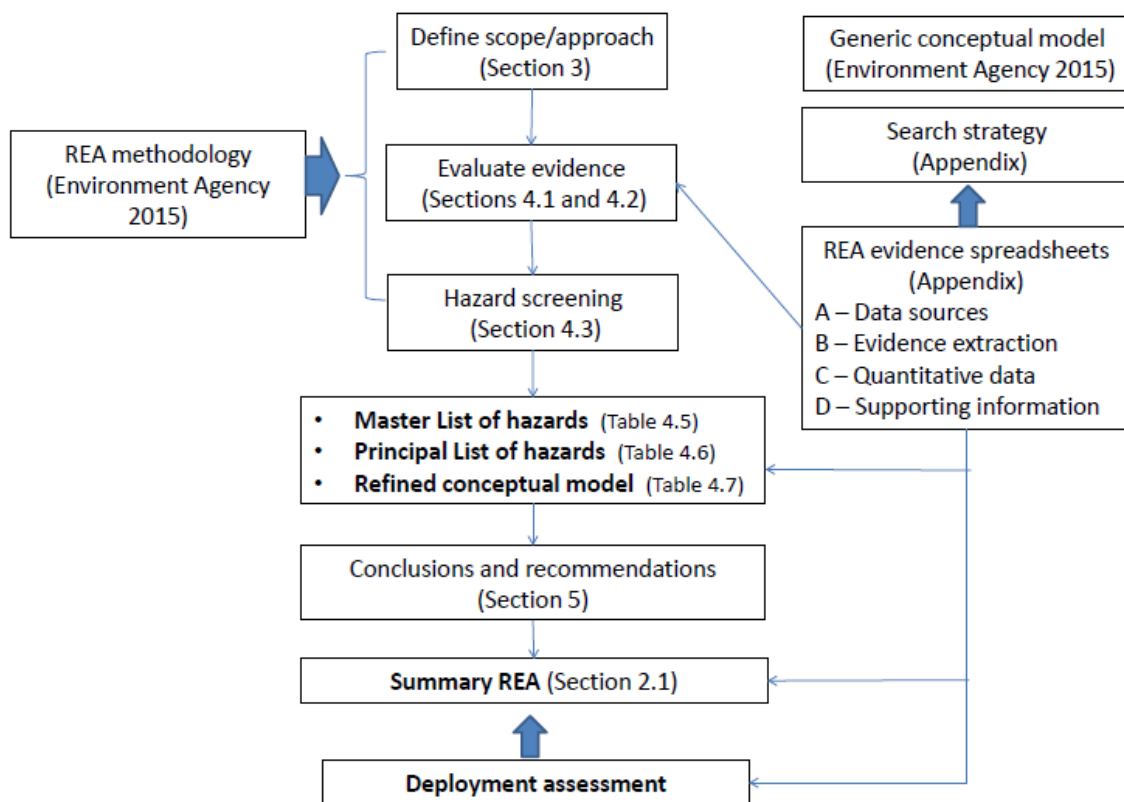 Define scope/approach
(Section 3)
Generic conceptual model
(Environment Agency 2015)
Search strategy
(Appendix)
REA methodology
(Environment Agency
2015)
Evaluate evidence
(Sections 4.1 and 4.2)
REA evidence spreadsheets
(Appendix)
A – Data sources
B – Evidence extraction
C – Quantitative data
D – Supporting information
Hazard screening
(Section 4.3)
• Master List of hazards (Table 4.5)
• Principal List of hazards (Table 4.6)
• Refined conceptual model (Table 4.7)
Conclusions and recommendations
(Section 5)
Summary REA (Section 2.1)
Deployment assessment